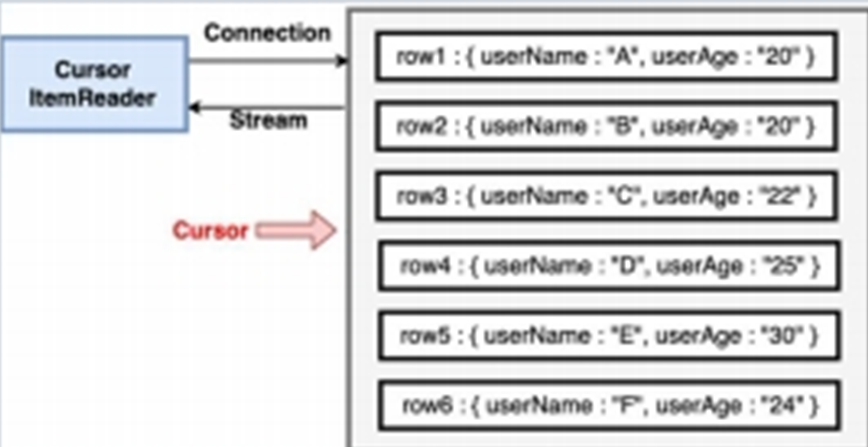 Connection
Cursor
ItemReader
Stream
Cursor
row1 : { userName : "A", userAge : "20" }
row2 : { userName : "B", userAge : "20" }
row3 : { userName : "C", userAge : "22" }
row4 : { userName : "D", userAge : "25" }
row5 : { userName : "E", userAge : "30" }
row6 : { userName : "F", userAge : "24" }